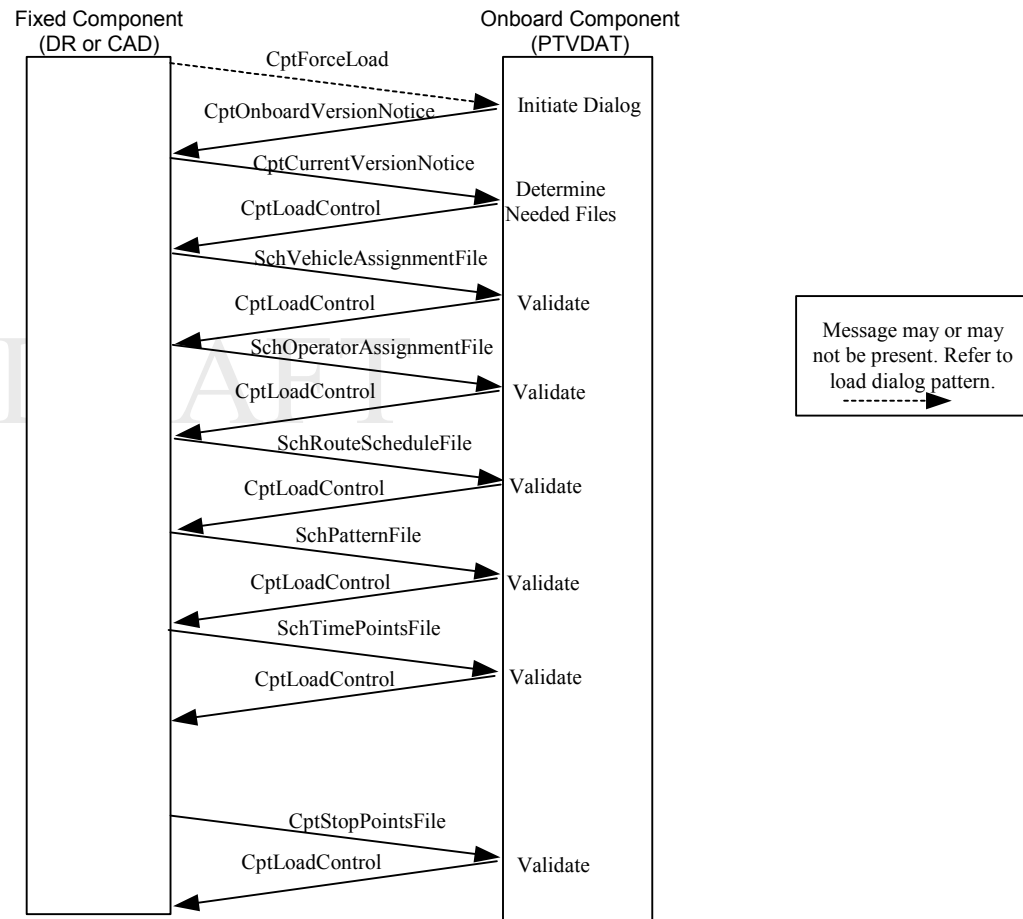 Fixed Component
(DR or CAD)
Onboard Component
(PTVDAT)
CptForceLoad
Initiate Dialog
CptOnboardVersionNotice
CptCurrentVersionNotice
Determine
Needed Files
CptLoadControl
SchVehicleAssignmentFile
Validate
CptLoadControl
SchOperatorAssignmentFile
Validate
CptLoadControl
SchRouteScheduleFile
Validate
CptLoadControl
SchPatternFile
Validate
CptLoadControl
SchTimePointsFile
Validate
CptLoadControl
CptStopPointsFile
Validate
CptLoadControl
Message may or may
not be present. Refer to
load dialog pattern.